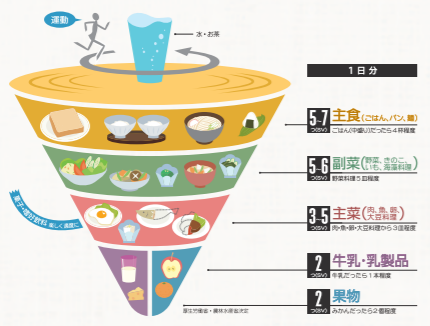 運動
水・お茶
1日分
5-7 つ(SV) 主食(ごはん、パン、麺)
ごはん(中盛り)だったら4杯程度
5-6 つ(SV) 副菜(野菜、きのこ、いも、海藻料理)
野菜料理5皿程度
3-5 つ(SV) 主菜(肉、魚、卵、大豆料理)
肉・魚・卵・大豆料理から3皿程度
菓子・嗜好飲料 楽しく適度に
2 つ(SV) 牛乳・乳製品
牛乳だったら1本程度
2 つ(SV) 果物
みかんだったら2個程度
厚生労働省・農林水産省決定